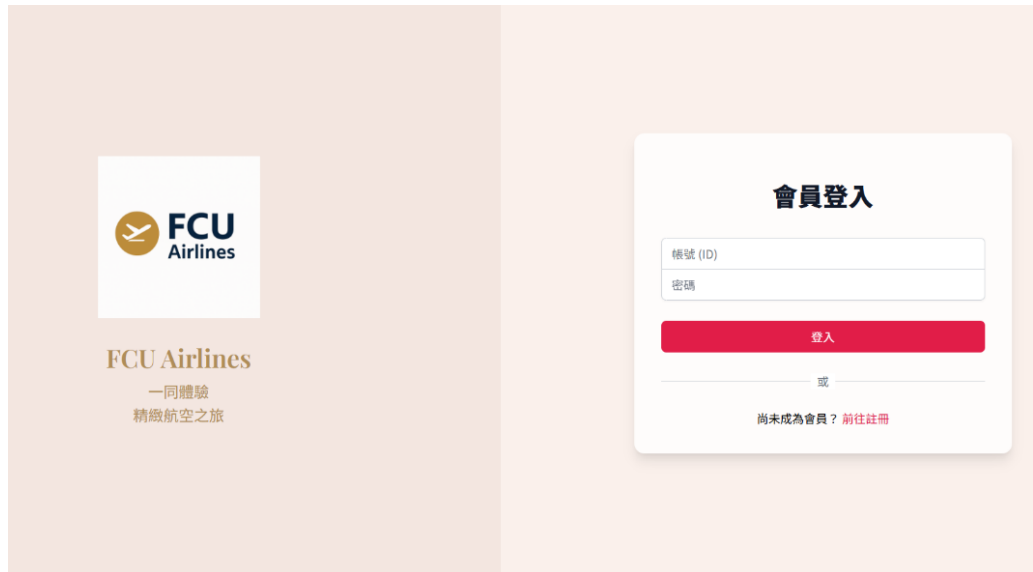 FCU
Airlines
FCU Airlines
一同體驗
精緻航空之旅
會員登入
帳號 (ID)
密碼
登入
或
尚未成為會員？ 前往註冊